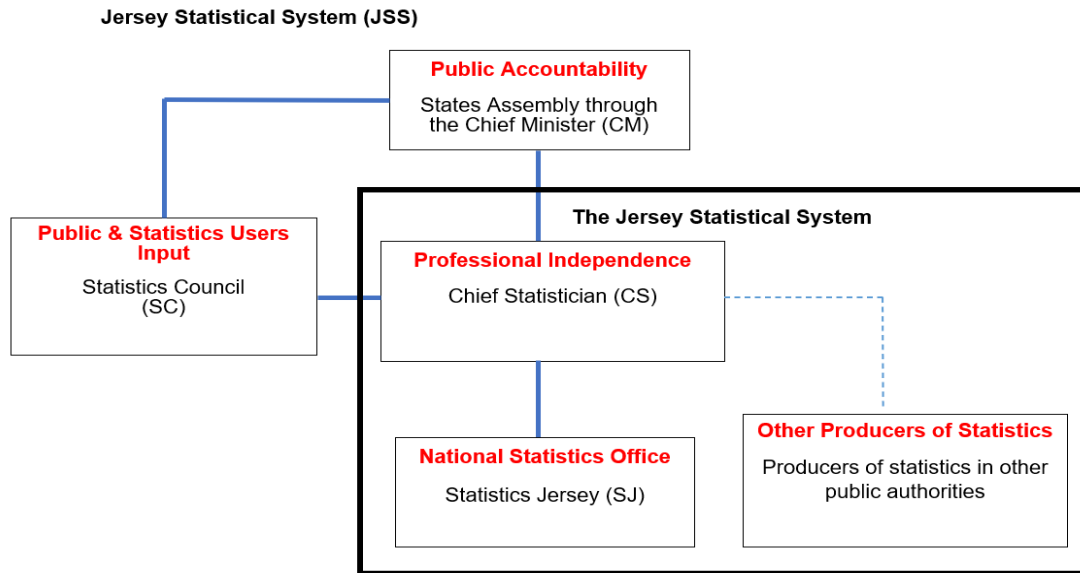 Jersey Statistical System (JSS)
Public Accountability
States Assembly through
the Chief Minister (CM)
The Jersey Statistical System
Public & Statistics Users
Input
Statistics Council
(SC)
Professional Independence
Chief Statistician (CS)
National Statistics Office
Statistics Jersey (SJ)
Other Producers of Statistics
Producers of statistics in other
public authorities